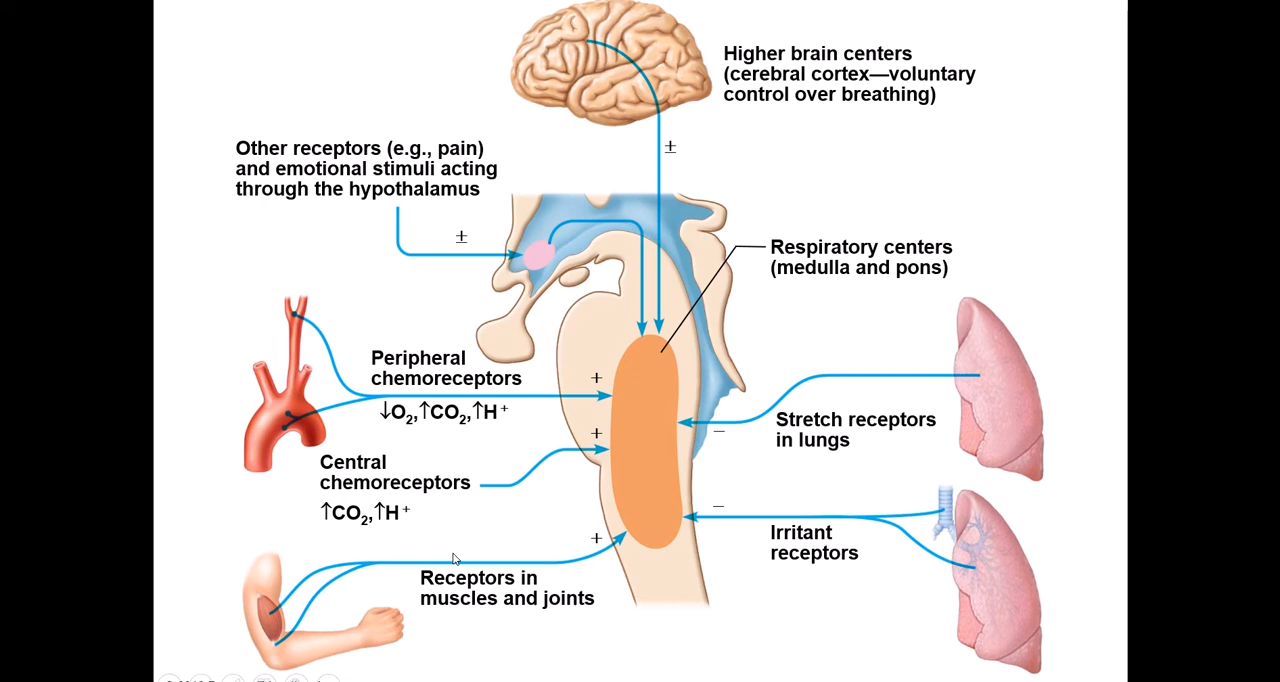 Higher brain centers
(cerebral cortex—voluntary
control over breathing)
Other receptors (e.g., pain)
and emotional stimuli acting
through the hypothalamus
±
±
Respiratory centers
(medulla and pons)
Peripheral
chemoreceptors
+
↓O₂,↑CO₂,↑H⁺
Stretch receptors
in lungs
–
+
Central
chemoreceptors
↑CO₂,↑H⁺
–
Irritant
receptors
+
Receptors in
muscles and joints